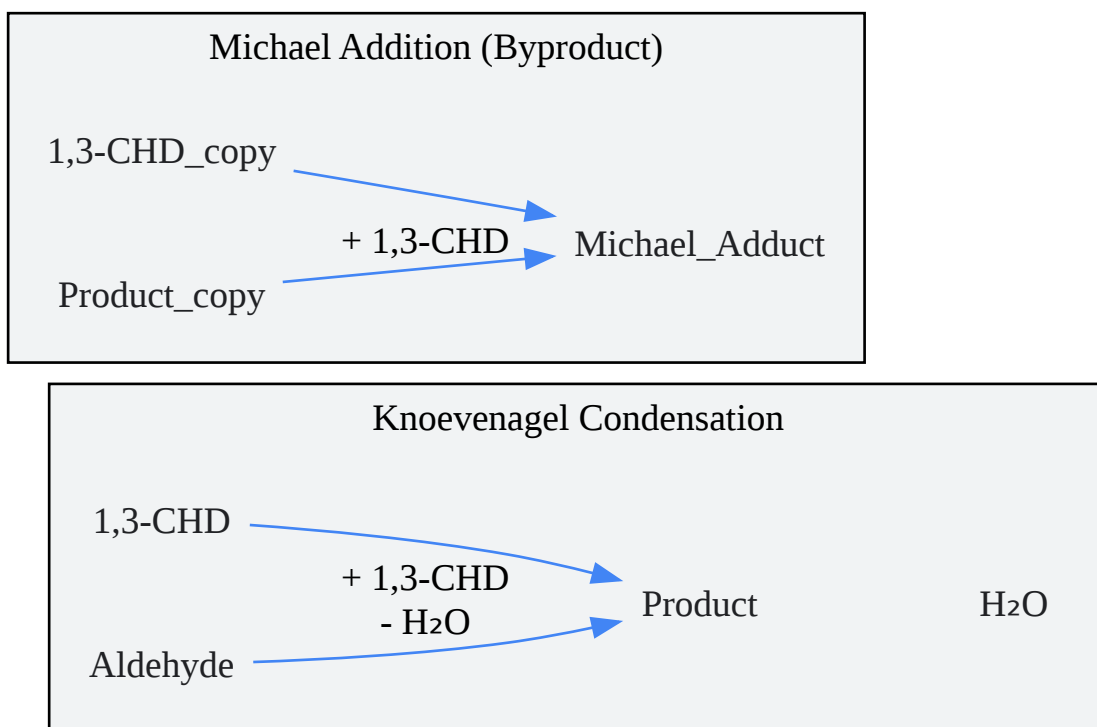 Michael Addition (Byproduct)
1,3-CHD_copy
+ 1,3-CHD
Michael_Adduct
Product_copy
Knoevenagel Condensation
1,3-CHD
+ 1,3-CHD
- H₂O
Product
H₂O
Aldehyde